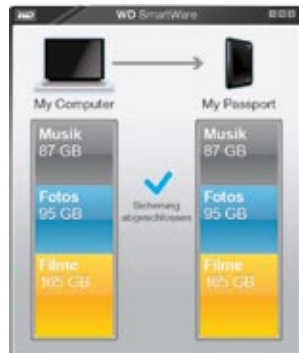 WD
WD SmartWare
My Computer
My Passport
Musik
87 GB
Fotos
95 GB
Filme
165 GB
Sicherung
abgeschlossen
Musik
87 GB
Fotos
95 GB
Filme
165 GB